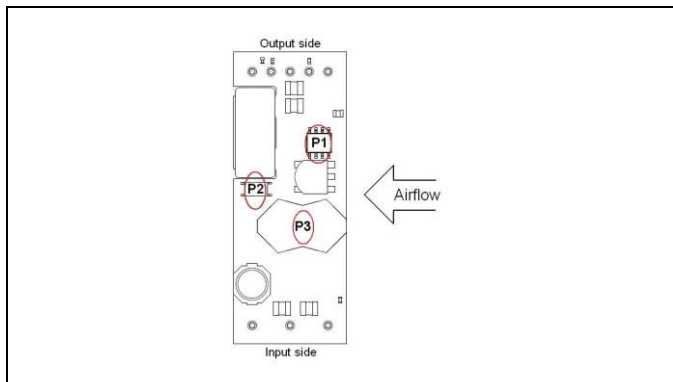 Output side
P1
P2
Airflow
P3
Input side